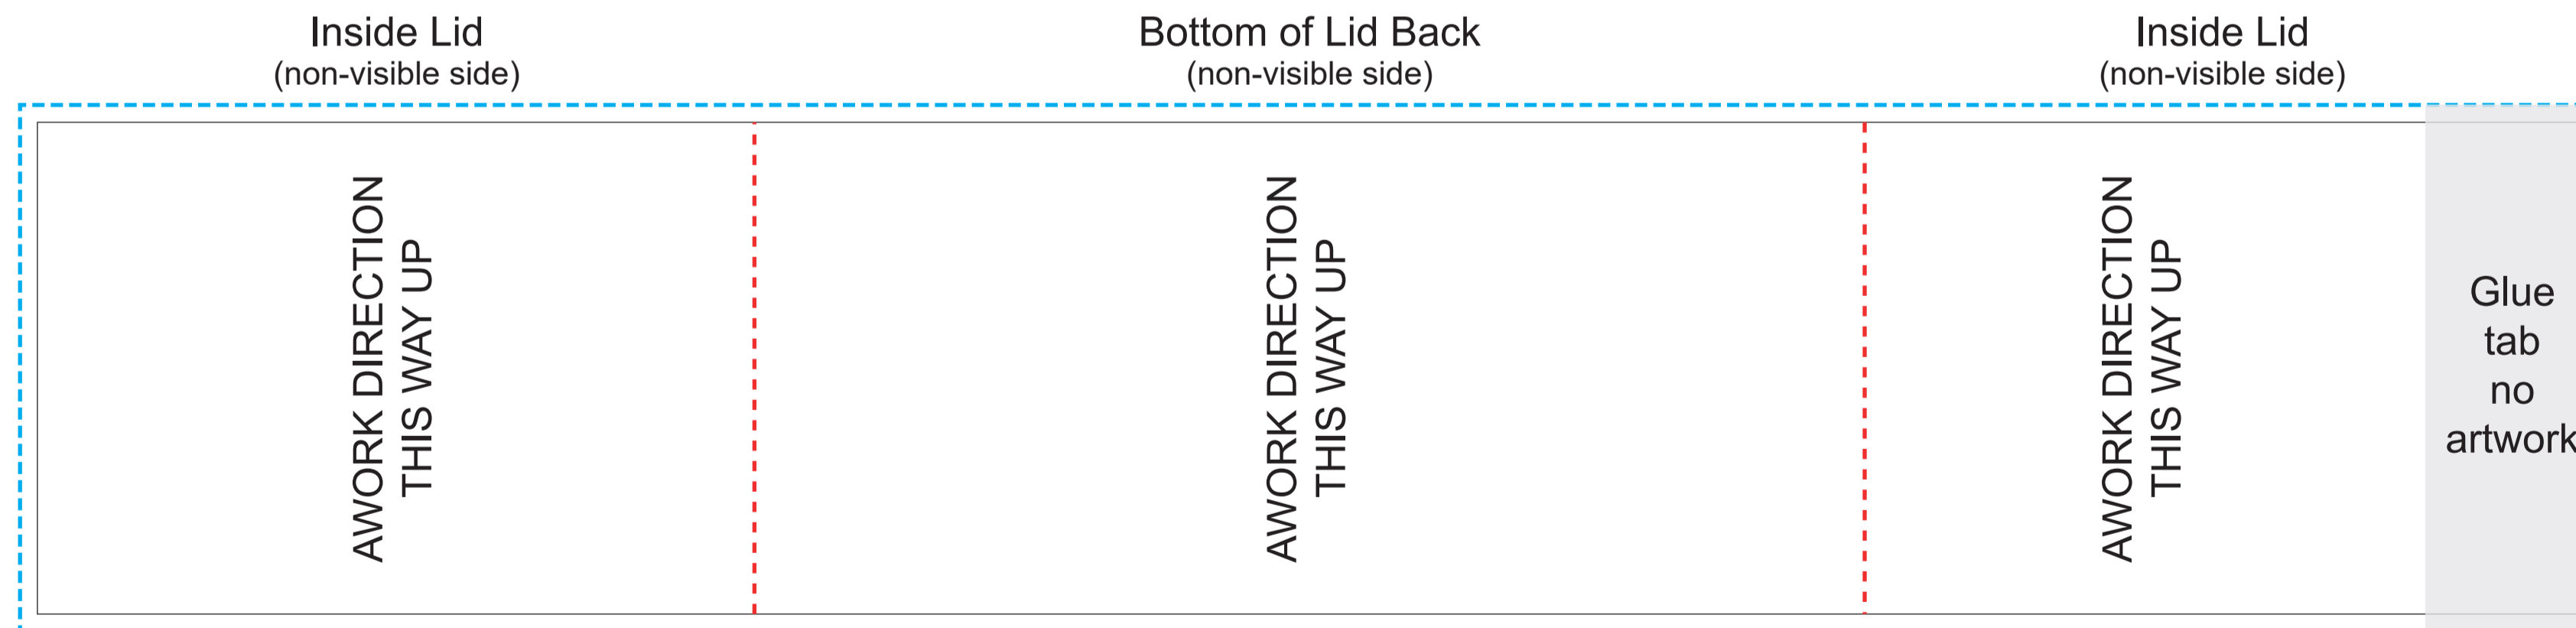 Inside Lid
(non-visible side)
Bottom of Lid Back
(non-visible side)
Inside Lid
(non-visible side)
AWORK DIRECTION
THIS WAY UP
AWORK DIRECTION
THIS WAY UP
AWORK DIRECTION
THIS WAY UP
Glue
tab
no
artwork